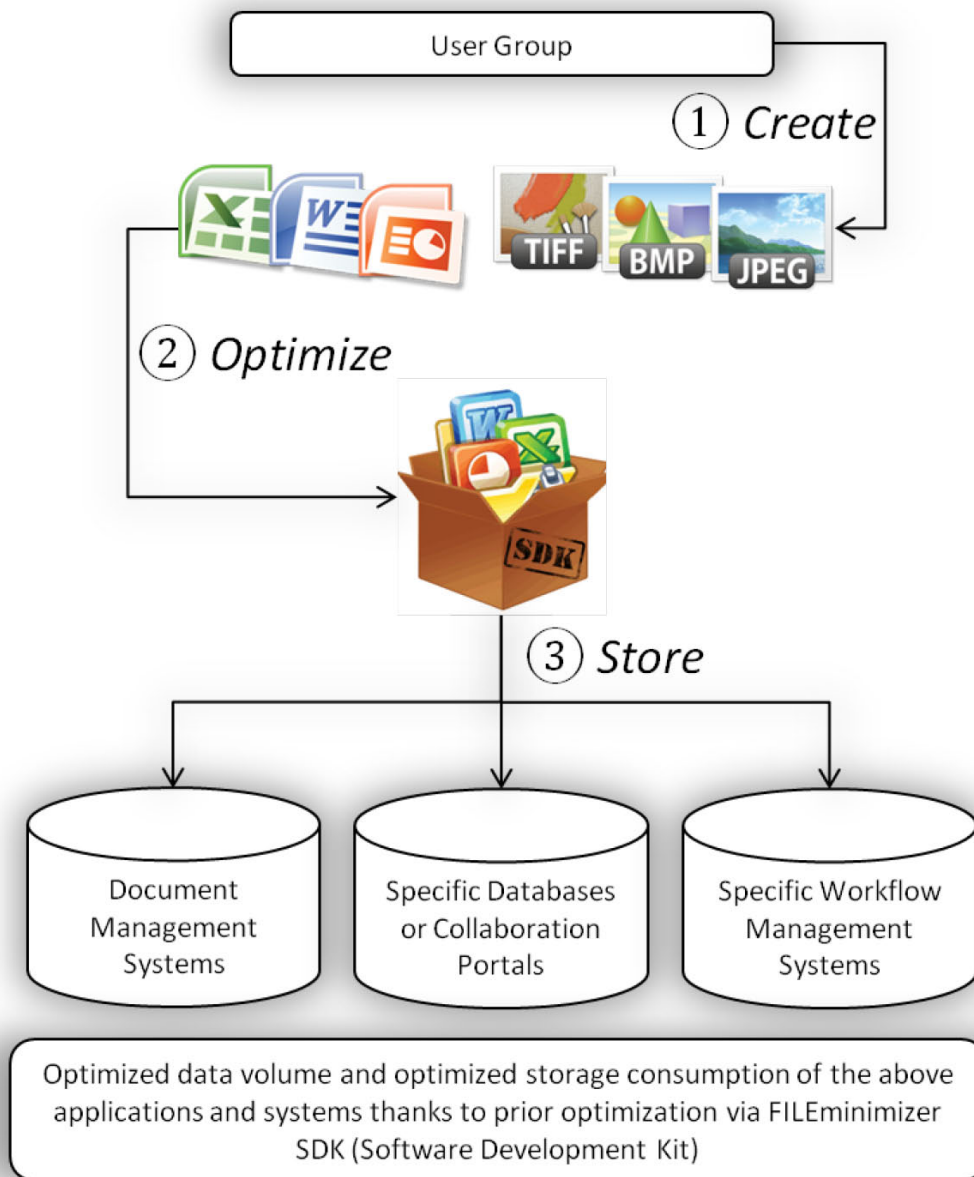 User Group
1 Create
TIFF
BMP
JPEG
W
2 Optimize
W
SDK
3 Store
Document
Management
Systems
Specific Databases
or Collaboration
Portals
Specific Workflow
Management
Systems
Optimized data volume and optimized storage consumption of the above
applications and systems thanks to prior optimization via FILEminimizer
SDK (Software Development Kit)